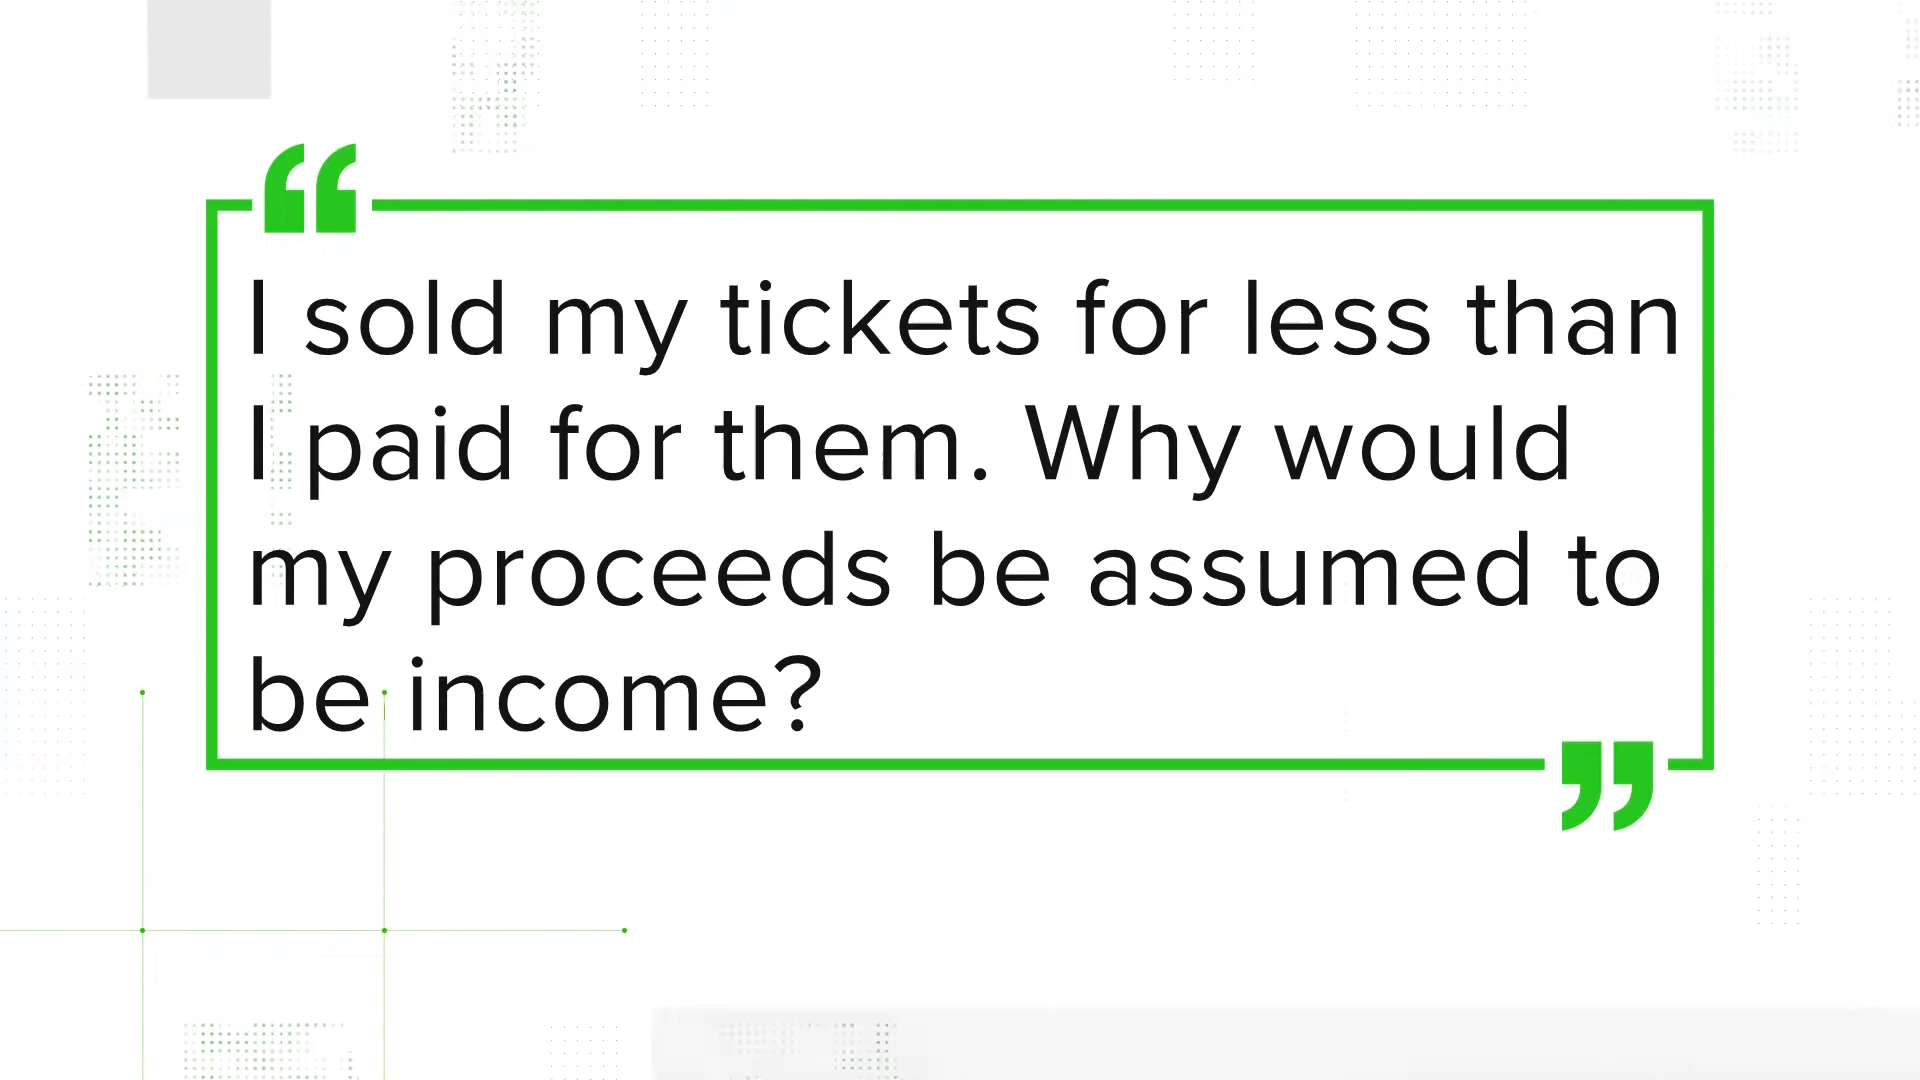 “
I sold my tickets for less than
I paid for them. Why would
my proceeds be assumed to
be income?
”